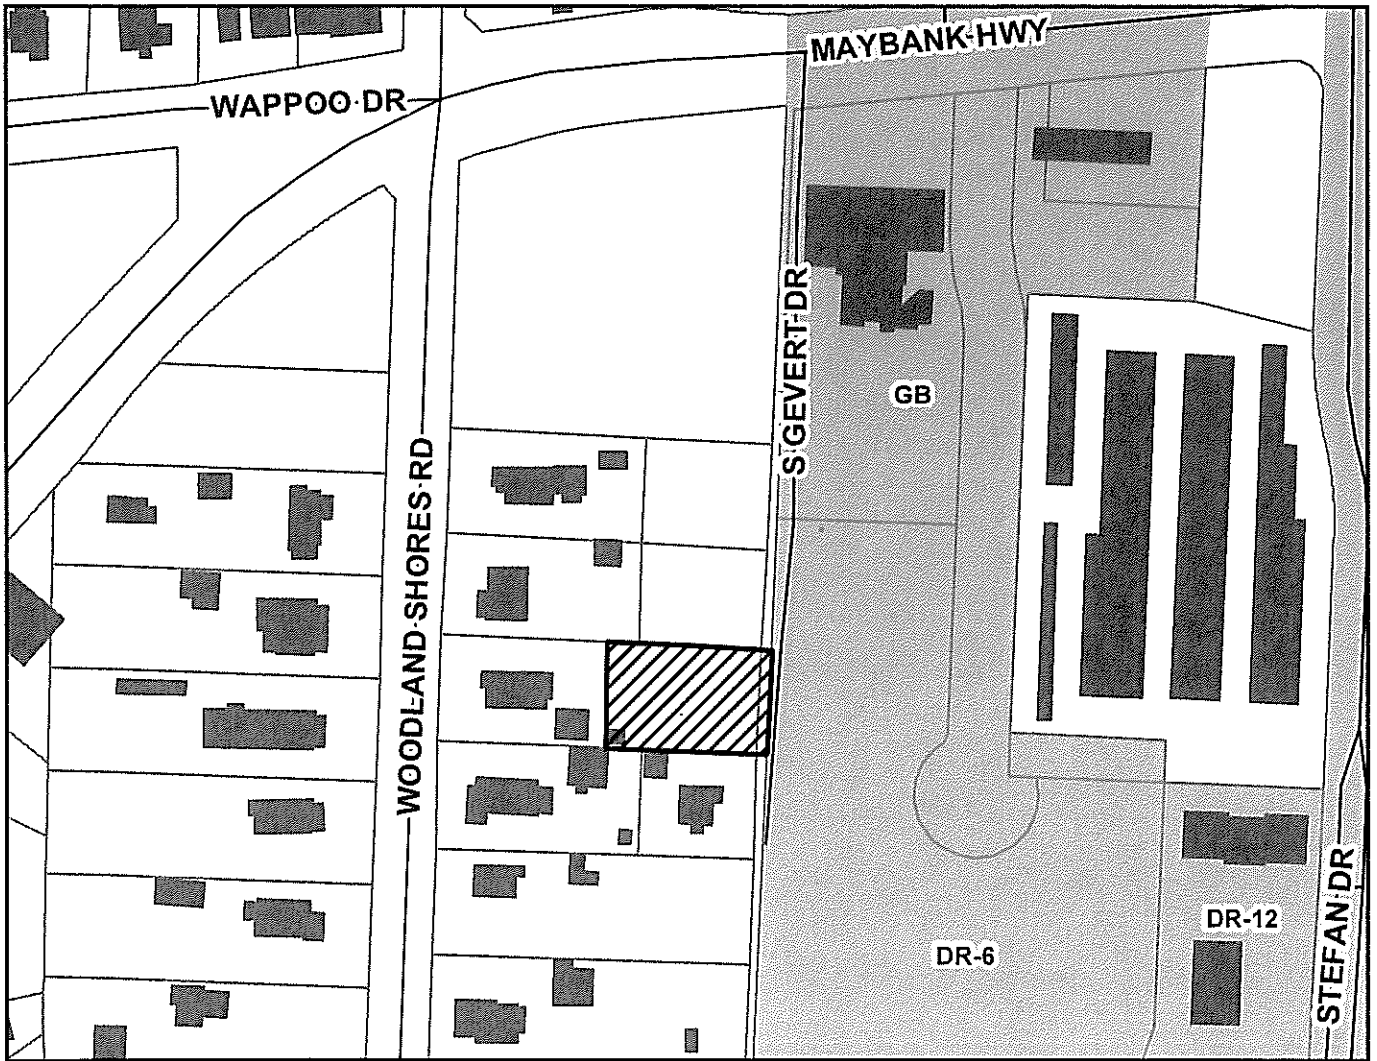 MAYBANK HWY
WAPPOO DR
S GEVERT DR
GB
WOODLAND SHORES RD
DR-12
DR-6
STEFAN DR